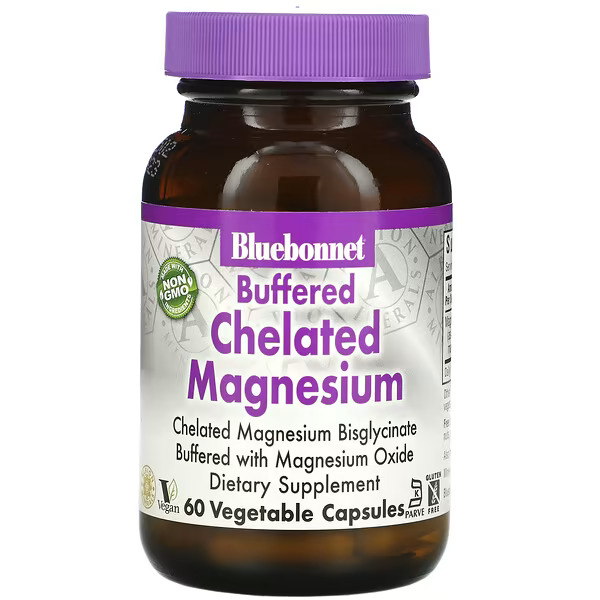 Bluebonnet
MADE WITH
NON
GMO
INGREDIENTS
Buffered
Chelated
Magnesium
Chelated Magnesium Bisglycinate
Buffered with Magnesium Oxide
Dietary Supplement
Vegan
60 Vegetable Capsules
K
PARVE
GLUTEN
FREE